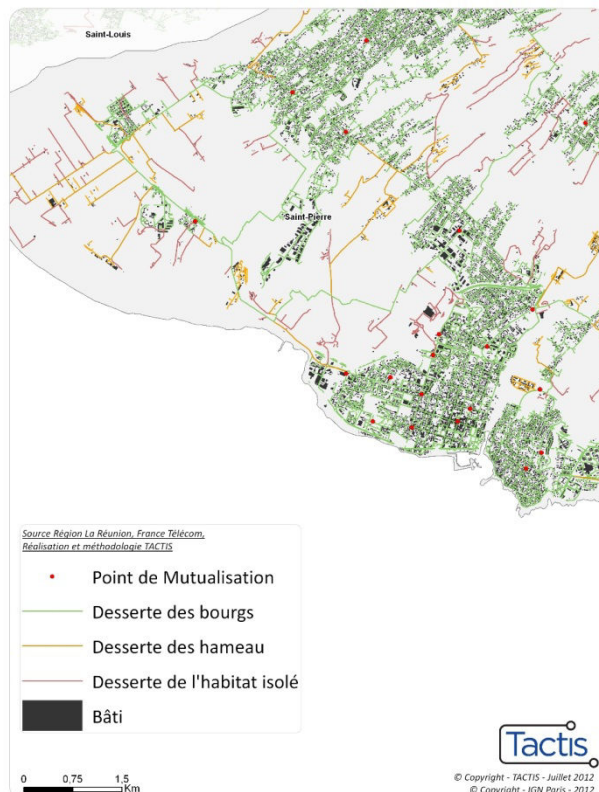 Saint-Louis
Saint-Pierre
Source Région La Réunion, France Télécom,
Réalisation et méthodologie TACTIS
Point de Mutualisation
Desserte des bourgs
Desserte des hameau
Desserte de l'habitat isolé
Bâti
Tactis
0 0,75 1,5
Km
© Copyright - TACTIS - Juillet 2012
© Copyright - IGN Paris - 2012